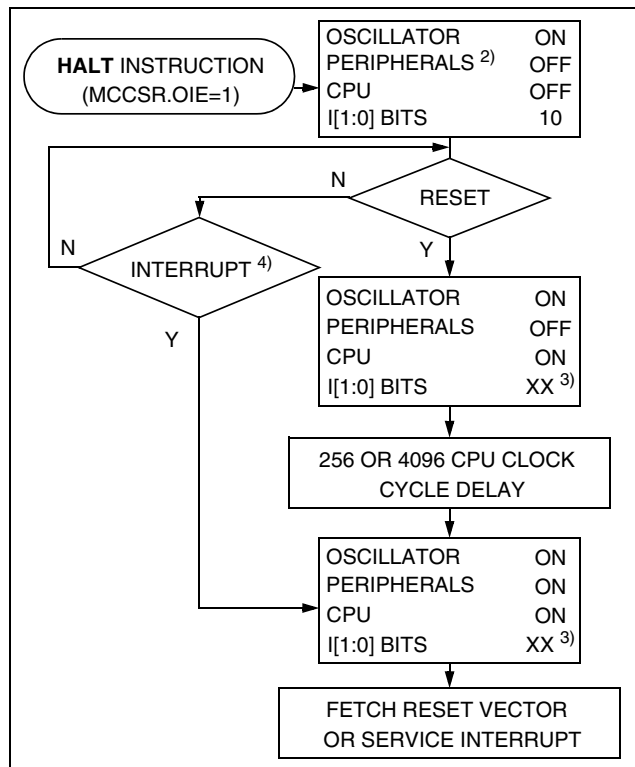 HALT INSTRUCTION
(MCCSR.OIE=1)
OSCILLATOR ON
PERIPHERALS 2) OFF
CPU OFF
I[1:0] BITS 10
RESET
N
Y
INTERRUPT 4)
N
Y
OSCILLATOR ON
PERIPHERALS OFF
CPU ON
I[1:0] BITS XX 3)
256 OR 4096 CPU CLOCK
CYCLE DELAY
OSCILLATOR ON
PERIPHERALS ON
CPU ON
I[1:0] BITS XX 3)
FETCH RESET VECTOR
OR SERVICE INTERRUPT